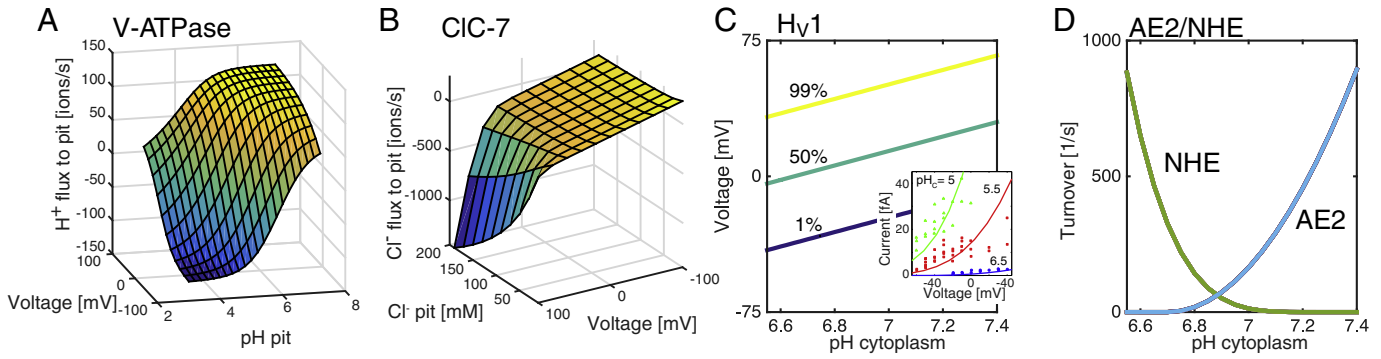 A V-ATPase
150
100
50
0
-50
-100
-150
H+ flux to pit [ions/s]
100
0
-100
Voltage [mV]
2
4
6
8
pH pit
B ClC-7
0
-500
-1000
Cl- flux to pit [ions/s]
200
150
100
50
Cl- pit [mM]
100
0
-100
Voltage [mV]
C HV1
75
0
-75
Voltage [mV]
99%
50%
1%
6.6
6.8
7
7.2
7.4
pH cytoplasm
pHC= 5
5.5
6.5
40
20
0
Current [fA]
-40
0
-40
Voltage [mV]
D AE2/NHE
1000
500
0
Turnover [1/s]
NHE
AE2
6.6
6.8
7
7.2
7.4
pH cytoplasm